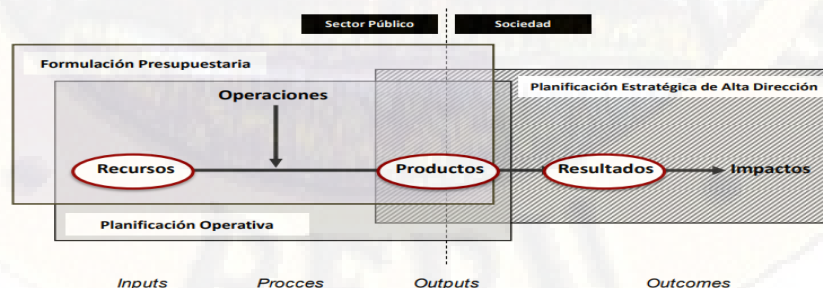 Sector Público
Sociedad
Formulación Presupuestaria
Planificación Estratégica de Alta Dirección
Operaciones
Recursos
Productos
Resultados
Impactos
Planificación Operativa
Inputs
Procces
Outputs
Outcomes